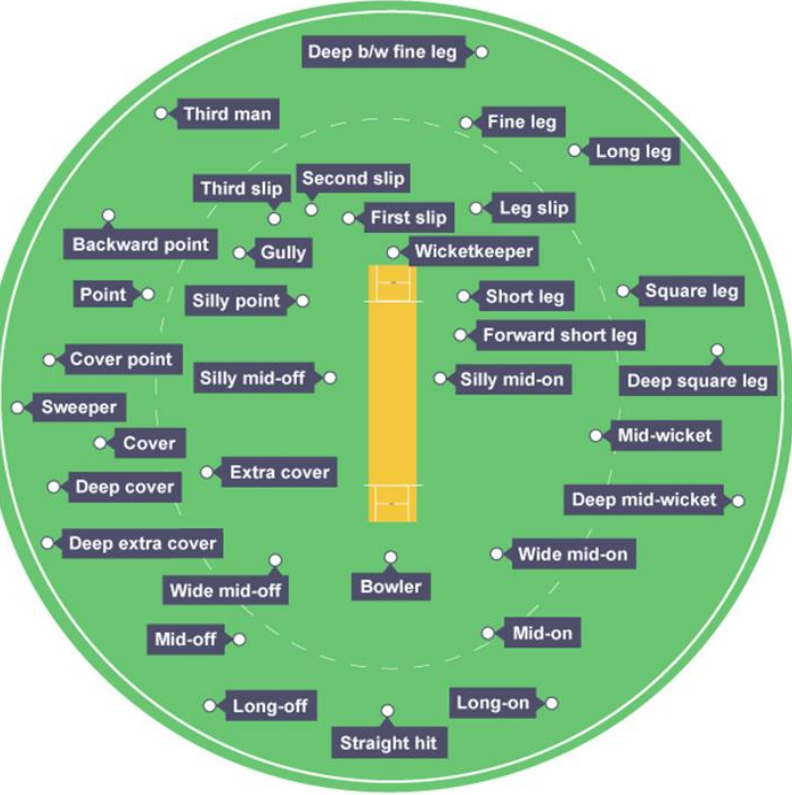 Deep b/w fine leg
Third man
Fine leg
Long leg
Second slip
Third slip
Leg slip
First slip
Backward point
Gully
Wicketkeeper
Point
Silly point
Short leg
Square leg
Forward short leg
Cover point
Silly mid-off
Silly mid-on
Deep square leg
Sweeper
Cover
Mid-wicket
Extra cover
Deep cover
Deep mid-wicket
Deep extra cover
Wide mid-on
Wide mid-off
Bowler
Mid-off
Mid-on
Long-off
Long-on
Straight hit